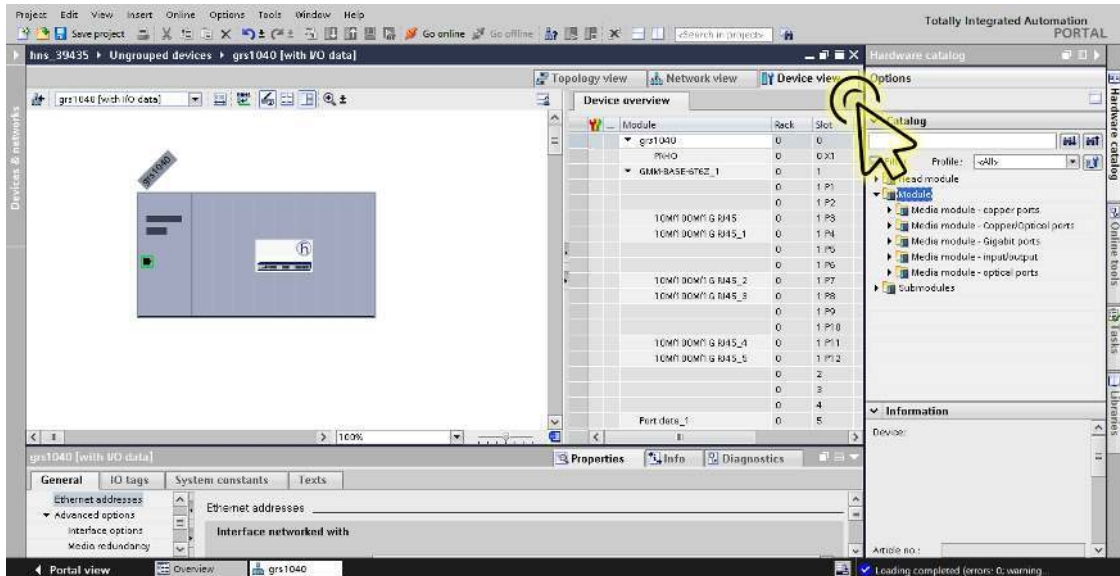 Project Edit View Insert Online Options Tools Window Help
Totally Integrated Automation
PORTAL
Save project Go online Go offline <Search in project>
hns_39435 ▸ Ungrouped devices ▸ grs1040 [with I/O data]
Hardware catalog
Topology view Network view Device view Options
grs1040 [with I/O data]
Device overview
Catalog
Module Rack Slot
grs1040 0 0
PN-IO 0 0 X1
GMM-BASE-6T6Z_1 0 1
0 1 P1
0 1 P2
10M/100M/1G RJ45 0 1 P3
10M/100M/1G RJ45_1 0 1 P4
0 1 P5
0 1 P6
10M/100M/1G RJ45_2 0 1 P7
10M/100M/1G RJ45_3 0 1 P8
0 1 P9
0 1 P10
10M/100M/1G RJ45_4 0 1 P11
10M/100M/1G RJ45_5 0 1 P12
0 2
0 3
0 4
Port data_1 0 5
Profile: <All>
Head module
Module
Media module - copper ports
Media module - Copper/Optical ports
Media module - Gigabit ports
Media module - input/output
Media module - optical ports
Submodules
grs1040
Devices & networks
Hardware catalog
Online tools
Tasks
Libraries
Information
Device:
Article no.:
100%
grs1040 [with I/O data]
Properties Info Diagnostics
General IO tags System constants Texts
Ethernet addresses
Advanced options
Interface options
Media redundancy
Ethernet addresses
Interface networked with
Portal view Overview grs1040
Loading completed (errors: 0; warning...